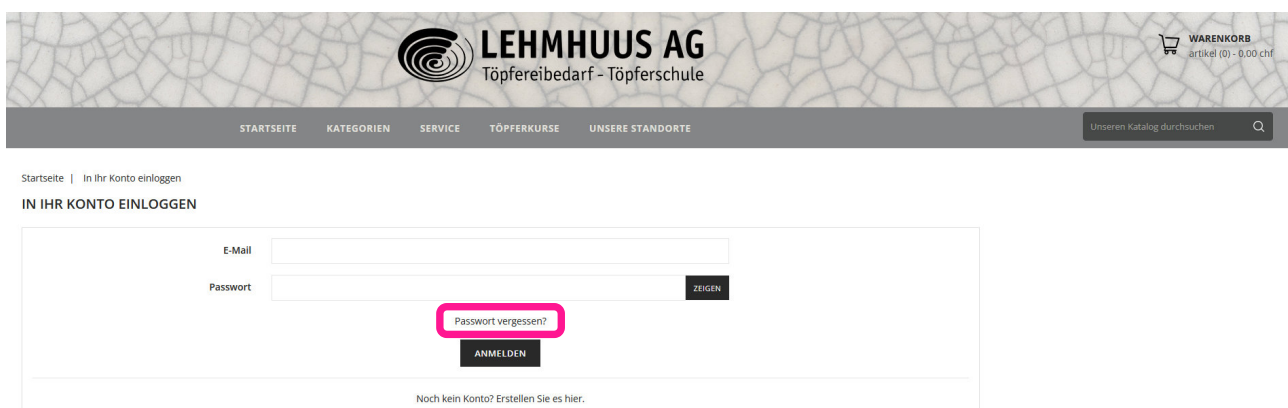 LEHMHUUS AG
Töpfereibedarf - Töpferschule
WARENKORB
artikel (0) - 0.00 chf
STARTSEITE KATEGORIEN SERVICE TÖPFERKURSE UNSERE STANDORTE
Unseren Katalog durchsuchen
Startseite | In Ihr Konto einloggen
IN IHR KONTO EINLOGGEN
E-Mail
Passwort
ZEIGEN
Passwort vergessen?
ANMELDEN
Noch kein Konto? Erstellen Sie es hier.